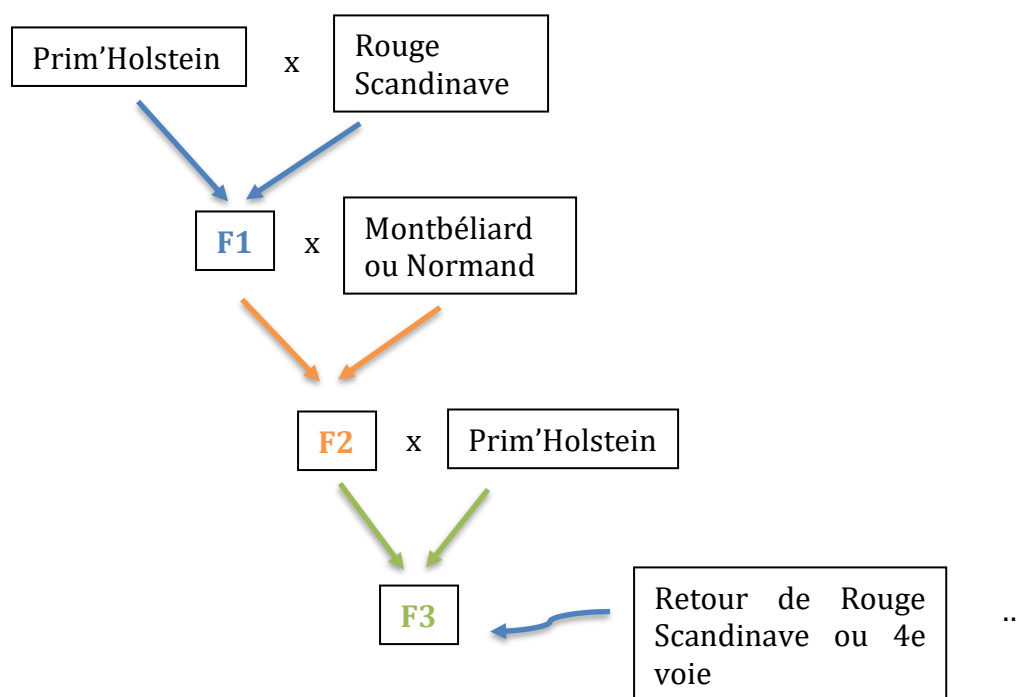 Prim’Holstein x Rouge
Scandinave
F1 x Montbéliard
ou Normand
F2 x Prim’Holstein
F3 Retour de Rouge
Scandinave ou 4e
voie
..